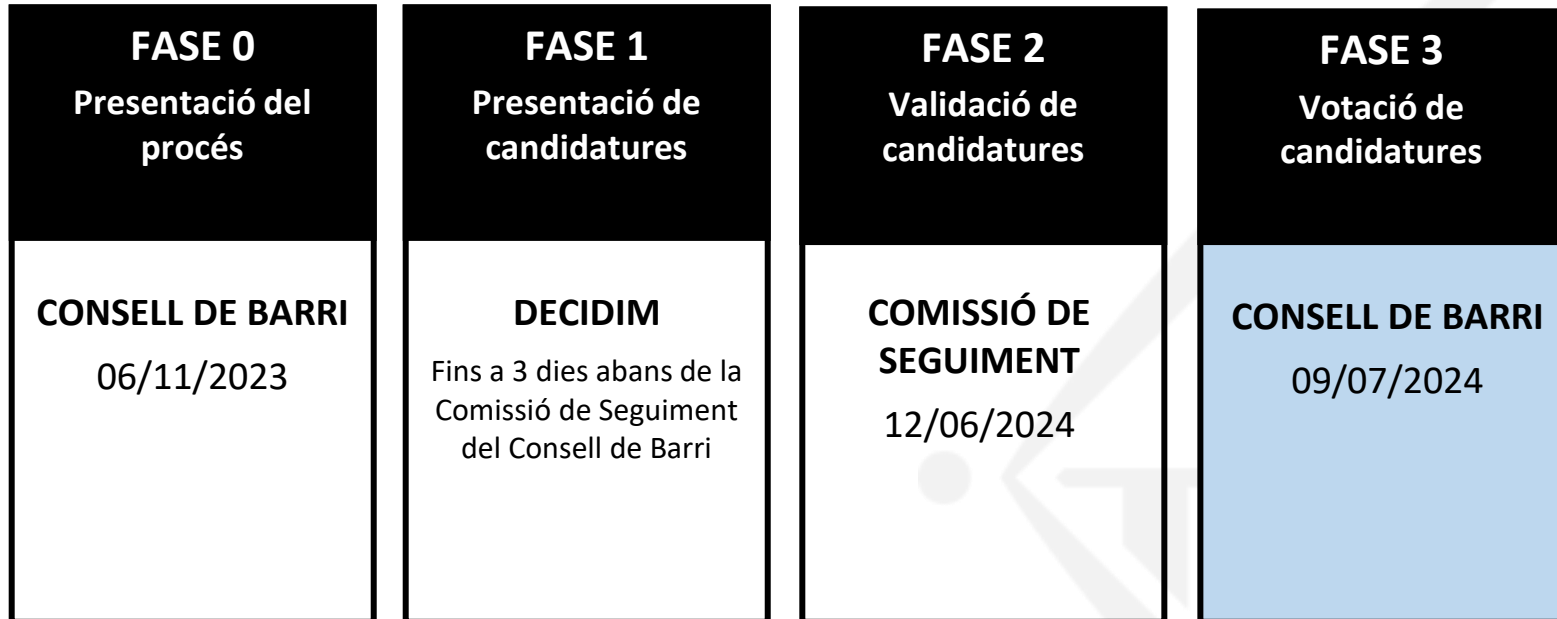 FASE 0
Presentació del
procés
CONSELL DE BARRI
06/11/2023
FASE 1
Presentació de
candidatures
DECIDIM
Fins a 3 dies abans de la
Comissió de Seguiment
del Consell de Barri
FASE 2
Validació de
candidatures
COMISSIÓ DE
SEGUIMENT
12/06/2024
FASE 3
Votació de
candidatures
CONSELL DE BARRI
09/07/2024